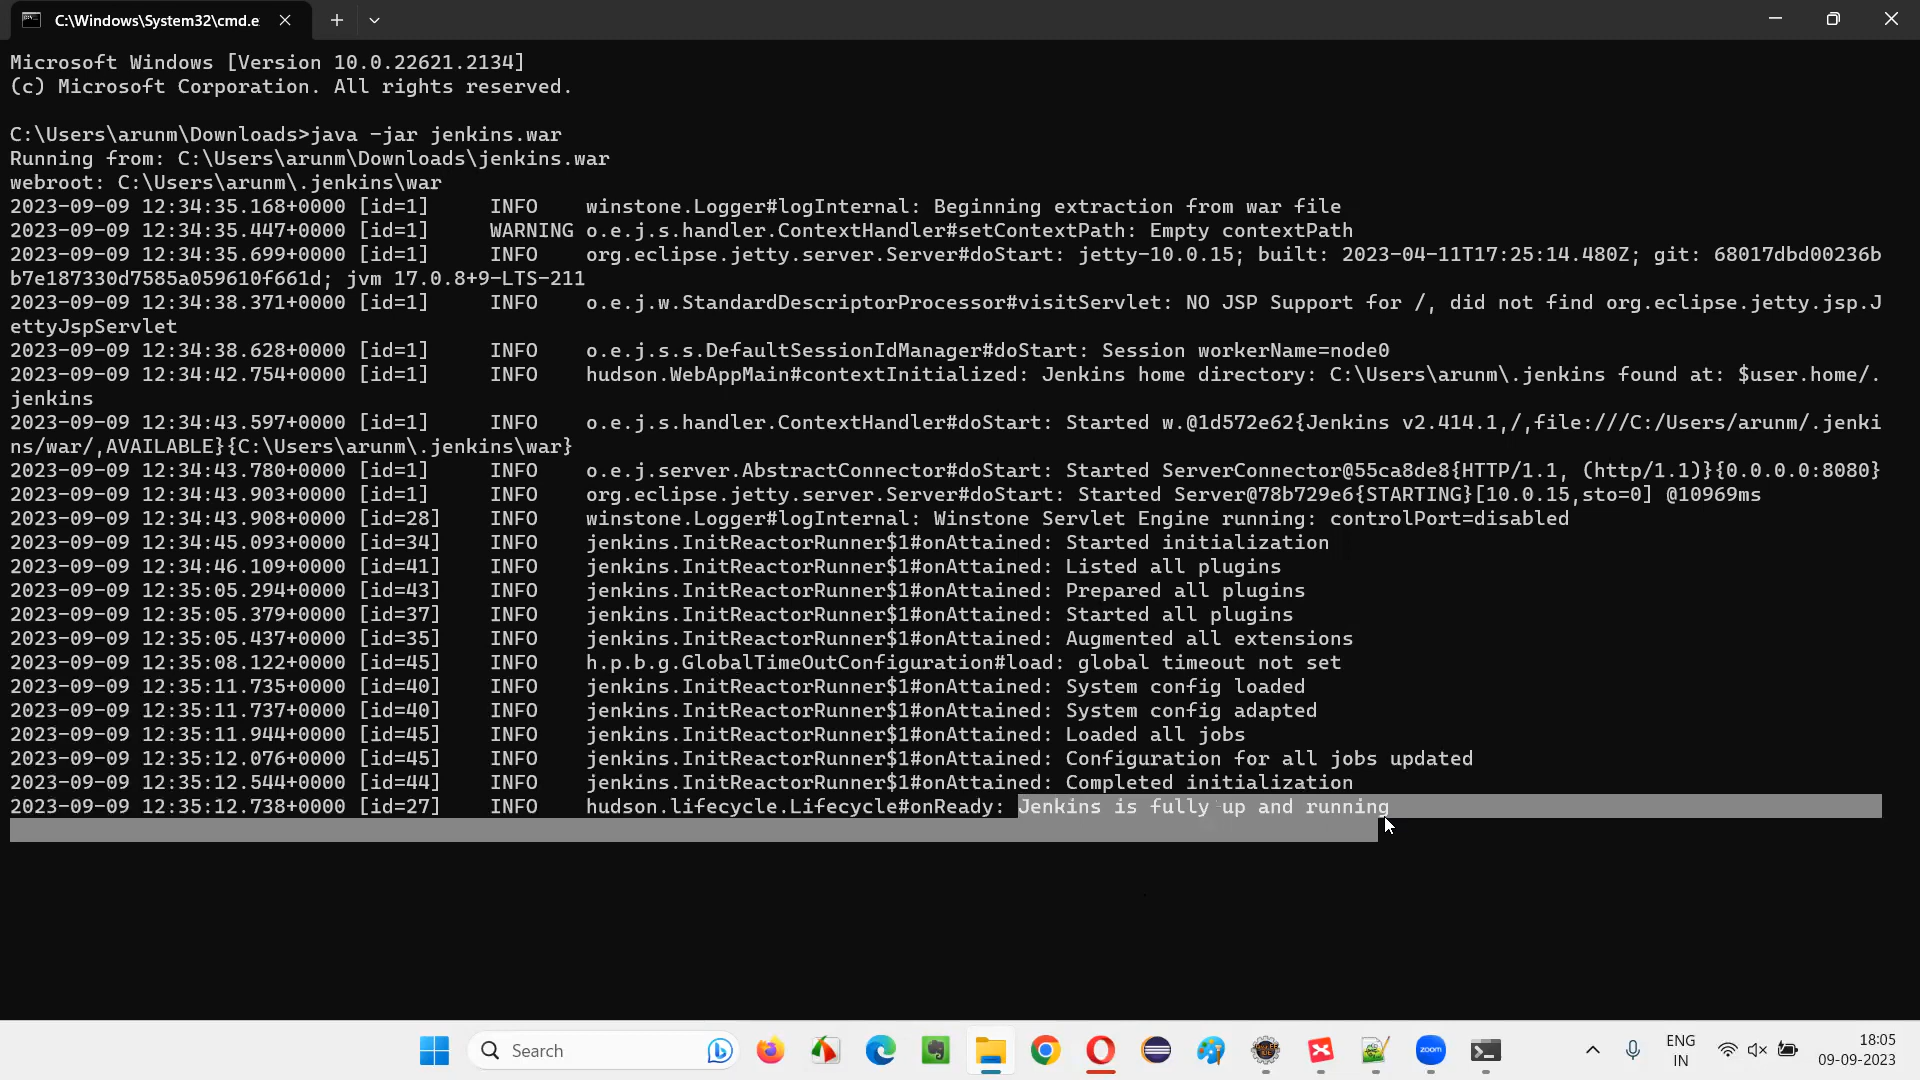 C:\Windows\System32\cmd.e
Microsoft Windows [Version 10.0.22621.2134]
(c) Microsoft Corporation. All rights reserved.
C:\Users\arunm\Downloads>java -jar jenkins.war
Running from: C:\Users\arunm\Downloads\jenkins.war
webroot: C:\Users\arunm\.jenkins\war
2023-09-09 12:34:35.168+0000 [id=1] INFO winstone.Logger#logInternal: Beginning extraction from war file
2023-09-09 12:34:35.447+0000 [id=1] WARNING o.e.j.s.handler.ContextHandler#setContextPath: Empty contextPath
2023-09-09 12:34:35.699+0000 [id=1] INFO org.eclipse.jetty.server.Server#doStart: jetty-10.0.15; built: 2023-04-11T17:25:14.480Z; git: 68017dbd00236b
b7e187330d7585a059610f661d; jvm 17.0.8+9-LTS-211
2023-09-09 12:34:38.371+0000 [id=1] INFO o.e.j.w.StandardDescriptorProcessor#visitServlet: NO JSP Support for /, did not find org.eclipse.jetty.jsp.J
ettyJspServlet
2023-09-09 12:34:38.628+0000 [id=1] INFO o.e.j.s.s.DefaultSessionIdManager#doStart: Session workerName=node0
2023-09-09 12:34:42.754+0000 [id=1] INFO hudson.WebAppMain#contextInitialized: Jenkins home directory: C:\Users\arunm\.jenkins found at: $user.home/.
jenkins
2023-09-09 12:34:43.597+0000 [id=1] INFO o.e.j.s.handler.ContextHandler#doStart: Started w.@1d572e62{Jenkins v2.414.1,/,file:///C:/Users/arunm/.jenki
ns/war/,AVAILABLE}{C:\Users\arunm\.jenkins\war}
2023-09-09 12:34:43.780+0000 [id=1] INFO o.e.j.server.AbstractConnector#doStart: Started ServerConnector@55ca8de8{HTTP/1.1, (http/1.1)}{0.0.0.0:8080}
2023-09-09 12:34:43.903+0000 [id=1] INFO org.eclipse.jetty.server.Server#doStart: Started Server@78b729e6{STARTING}[10.0.15,sto=0] @10969ms
2023-09-09 12:34:43.908+0000 [id=28] INFO winstone.Logger#logInternal: Winstone Servlet Engine running: controlPort=disabled
2023-09-09 12:34:45.093+0000 [id=34] INFO jenkins.InitReactorRunner$1#onAttained: Started initialization
2023-09-09 12:34:46.109+0000 [id=41] INFO jenkins.InitReactorRunner$1#onAttained: Listed all plugins
2023-09-09 12:35:05.294+0000 [id=43] INFO jenkins.InitReactorRunner$1#onAttained: Prepared all plugins
2023-09-09 12:35:05.379+0000 [id=37] INFO jenkins.InitReactorRunner$1#onAttained: Started all plugins
2023-09-09 12:35:05.437+0000 [id=35] INFO jenkins.InitReactorRunner$1#onAttained: Augmented all extensions
2023-09-09 12:35:08.122+0000 [id=45] INFO h.p.b.g.GlobalTimeOutConfiguration#load: global timeout not set
2023-09-09 12:35:11.735+0000 [id=40] INFO jenkins.InitReactorRunner$1#onAttained: System config loaded
2023-09-09 12:35:11.737+0000 [id=40] INFO jenkins.InitReactorRunner$1#onAttained: System config adapted
2023-09-09 12:35:11.944+0000 [id=45] INFO jenkins.InitReactorRunner$1#onAttained: Loaded all jobs
2023-09-09 12:35:12.076+0000 [id=45] INFO jenkins.InitReactorRunner$1#onAttained: Configuration for all jobs updated
2023-09-09 12:35:12.544+0000 [id=44] INFO jenkins.InitReactorRunner$1#onAttained: Completed initialization
2023-09-09 12:35:12.738+0000 [id=27] INFO hudson.lifecycle.Lifecycle#onReady: Jenkins is fully up and running
Search
zoom
ENG
IN
18:05
09-09-2023